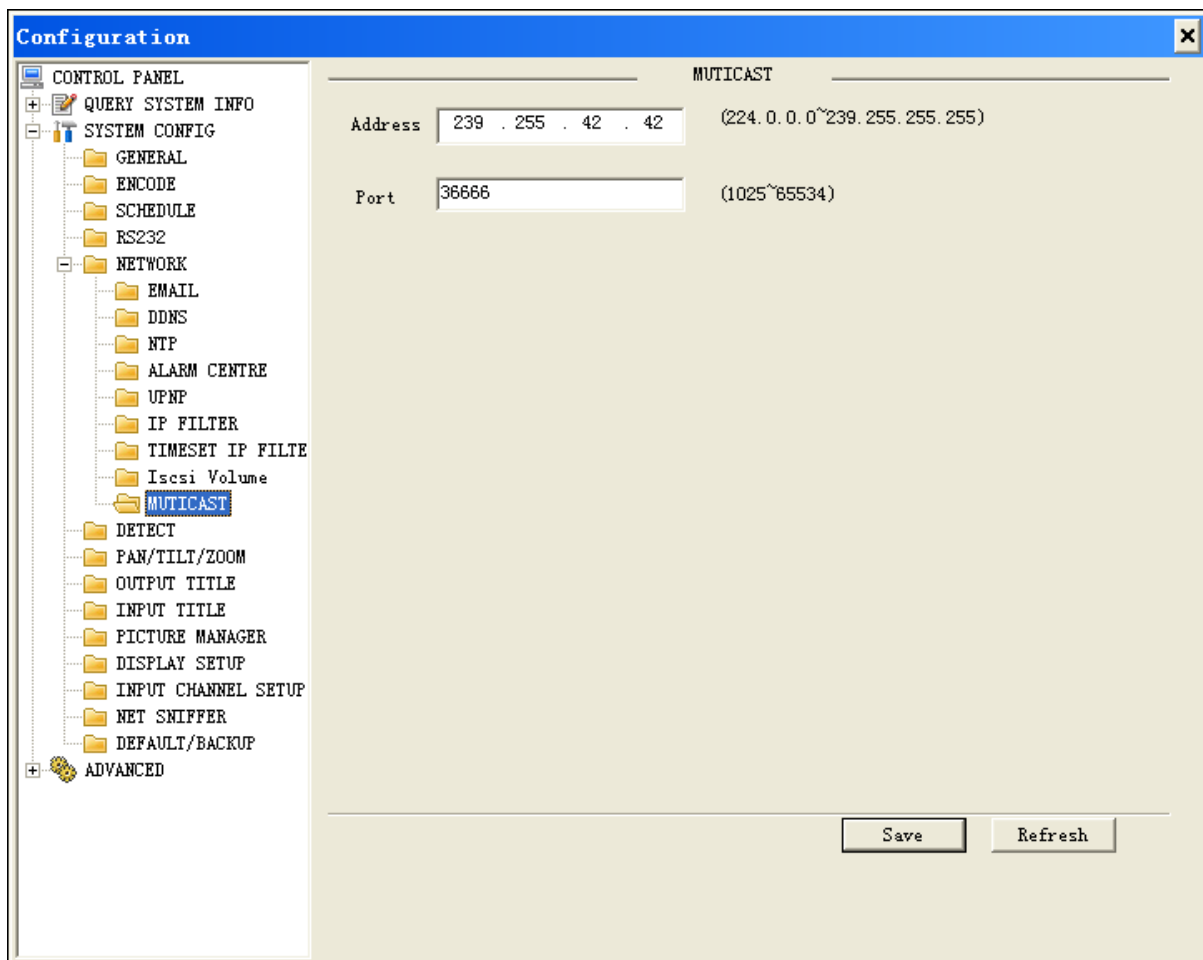 Configuration
CONTROL PANEL
QUERY SYSTEM INFO
SYSTEM CONFIG
GENERAL
ENCODE
SCHEDULE
RS232
NETWORK
EMAIL
DDNS
NTP
ALARM CENTRE
UPNP
IP FILTER
TIMESET IP FILTE
Iscsi Volume
MUTICAST
DETECT
PAN/TILT/ZOOM
OUTPUT TITLE
INPUT TITLE
PICTURE MANAGER
DISPLAY SETUP
INPUT CHANNEL SETUP
NET SNIFFER
DEFAULT/BACKUP
ADVANCED
MUTICAST
Address 239 . 255 . 42 . 42 (224.0.0.0~239.255.255.255)
Port 36666 (1025~65534)
Save Refresh